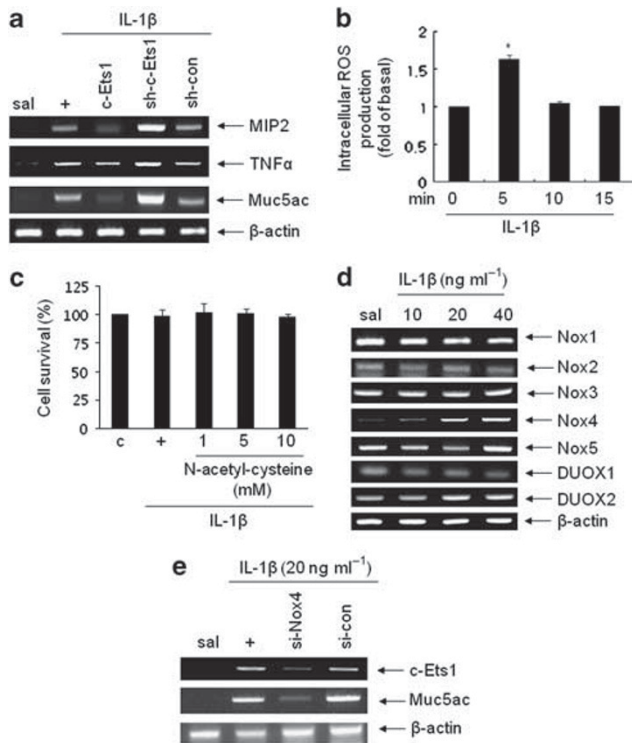 a
IL-1β
sal
+
c-Ets1
sh-c-Ets1
sh-con
MIP2
TNFα
Muc5ac
β-actin
b
Intracellular ROS
production
(fold of basal)
2
1.5
1
0.5
0
min 0 5 10 15
*
IL-1β
c
Cell survival (%)
125
100
75
50
25
0
c + 1 5 10
N-acetyl-cysteine
(mM)
IL-1β
d
IL-1β (ng ml⁻¹)
sal 10 20 40
Nox1
Nox2
Nox3
Nox4
Nox5
DUOX1
DUOX2
β-actin
e
IL-1β (20 ng ml⁻¹)
sal
+
si-Nox4
si-con
c-Ets1
Muc5ac
β-actin